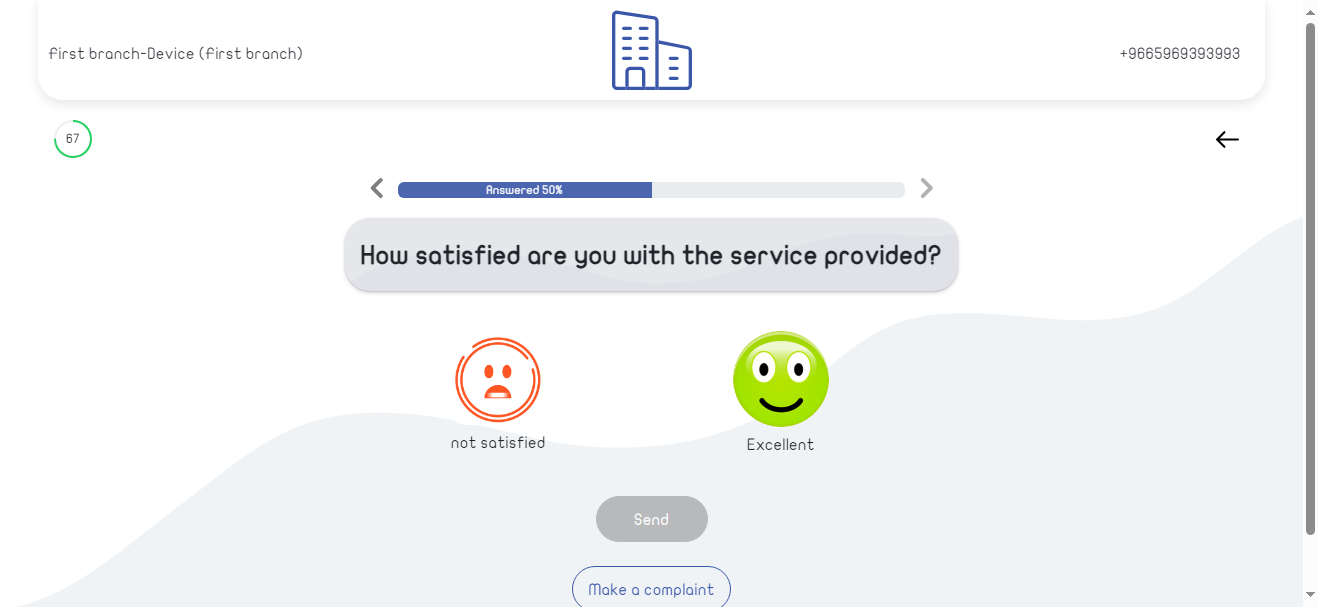 first branch-Device (first branch)
+9665969393993
67
Answered 50%
How satisfied are you with the service provided?
not satisfied
Excellent
Send
Make a complaint